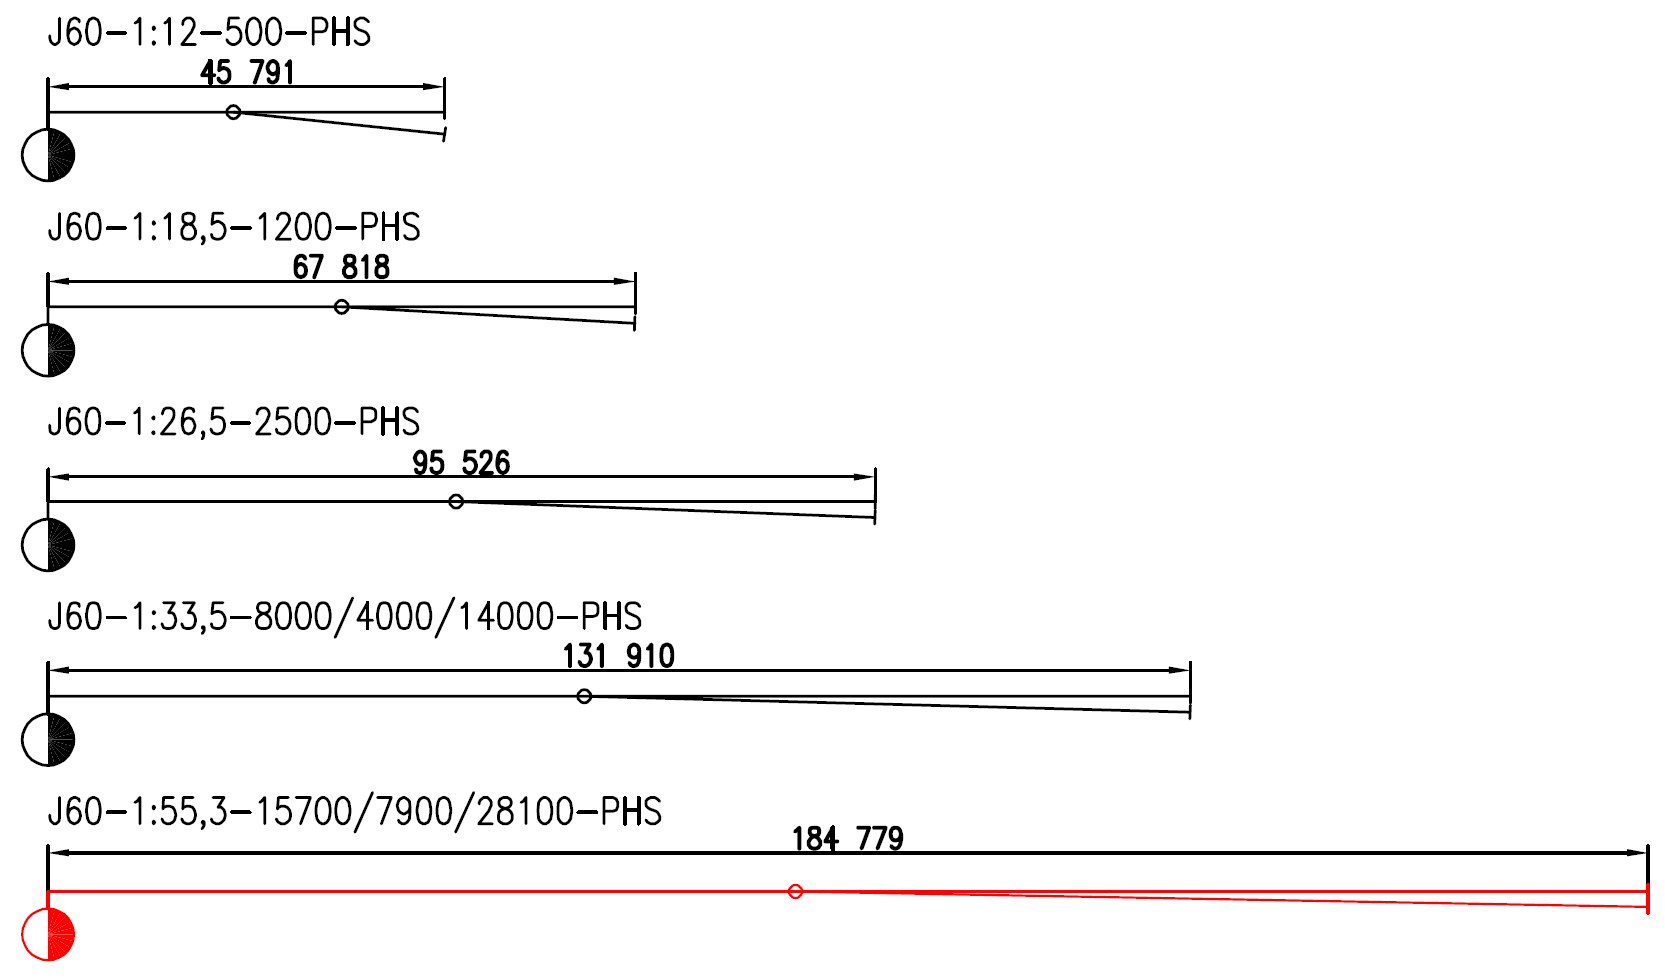 J60-1:12-500-PHS
45 791
J60-1:18,5-1200-PHS
67 818
J60-1:26,5-2500-PHS
95 526
J60-1:33,5-8000/4000/14000-PHS
131 910
J60-1:55,3-15700/7900/28100-PHS
184 779